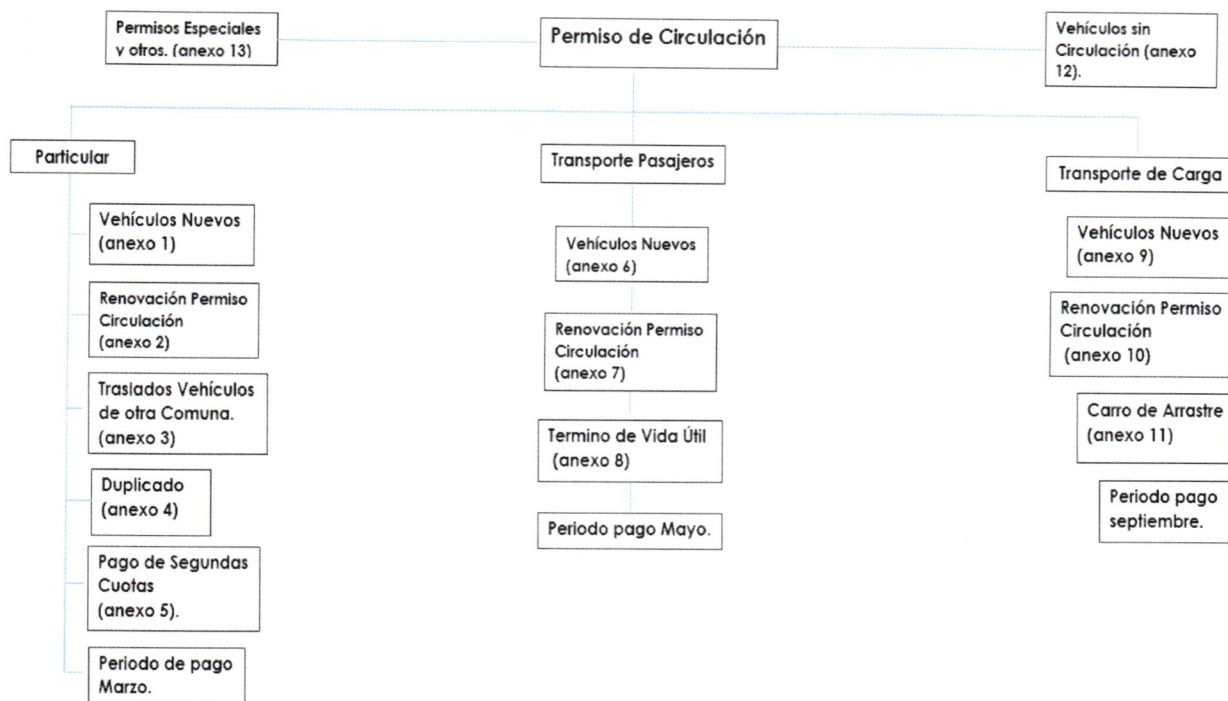 Permisos Especiales
y otros. (anexo 13)
Permiso de Circulación
Vehículos sin
Circulación (anexo
12).
Particular
Vehículos Nuevos
(anexo 1)
Renovación Permiso
Circulación
(anexo 2)
Traslados Vehículos
de otra Comuna.
(anexo 3)
Duplicado
(anexo 4)
Pago de Segundas
Cuotas
(anexo 5).
Periodo de pago
Marzo.
Transporte Pasajeros
Vehículos Nuevos
(anexo 6)
Renovación Permiso
Circulación
(anexo 7)
Termino de Vida Útil
(anexo 8)
Periodo pago Mayo.
Transporte de Carga
Vehículos Nuevos
(anexo 9)
Renovación Permiso
Circulación
(anexo 10)
Carro de Arrastre
(anexo 11)
Periodo pago
septiembre.